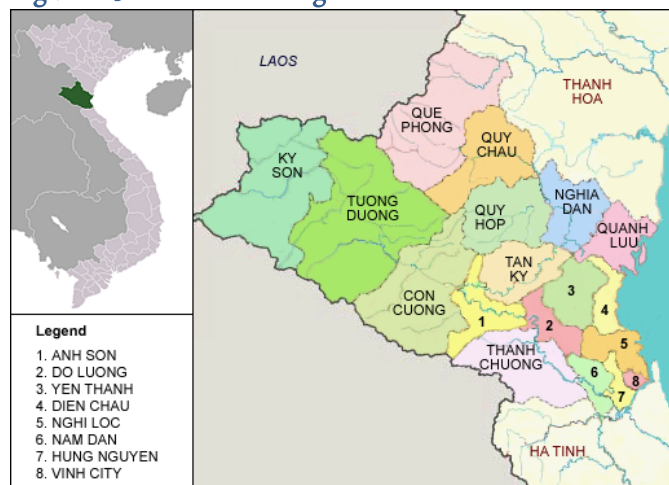 LAOS
THANH
HOA
QUE
PHONG
QUY
CHAU
KY
SON
TUONG
DUONG
NGHIA
DAN
QUY
HOP
QUANH
LUU
TAN
KY
CON
CUONG
3
4
1
2
5
THANH
CHUONG
6
8
7
HA TINH
Legend
1. ANH SON
2. DO LUONG
3. YEN THANH
4. DIEN CHAU
5. NGHI LOC
6. NAM DAN
7. HUNG NGUYEN
8. VINH CITY